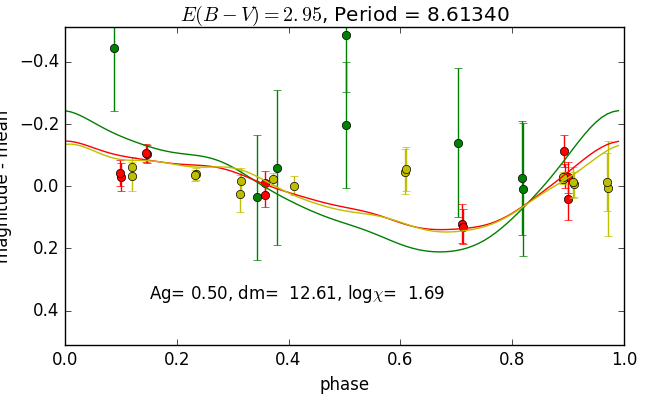 E(B − V) = 2.95, Period = 8.61340
magnitude - mean
−0.4
−0.2
0.0
0.2
0.4
Ag= 0.50, dm= 12.61, logχ= 1.69
0.0 0.2 0.4 0.6 0.8 1.0
phase